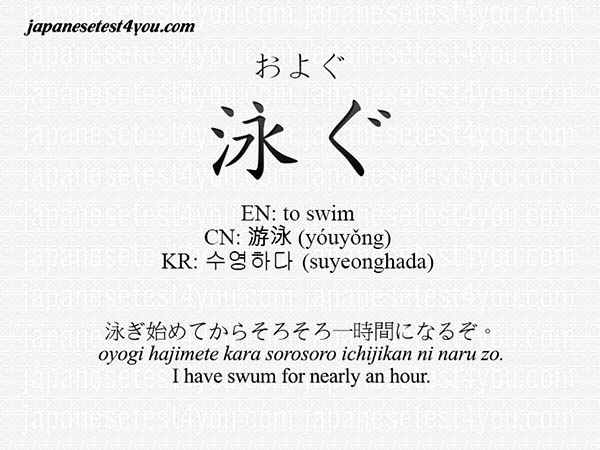 japanesetest4you.com
およぐ
泳ぐ
EN: to swim
CN: 游泳 (yóuyǒng)
KR: 수영하다 (suyeonghada)
泳ぎ始めてからそろそろ一時間になるぞ。
oyogi hajimete kara sorosoro ichijikan ni naru zo.
I have swum for nearly an hour.